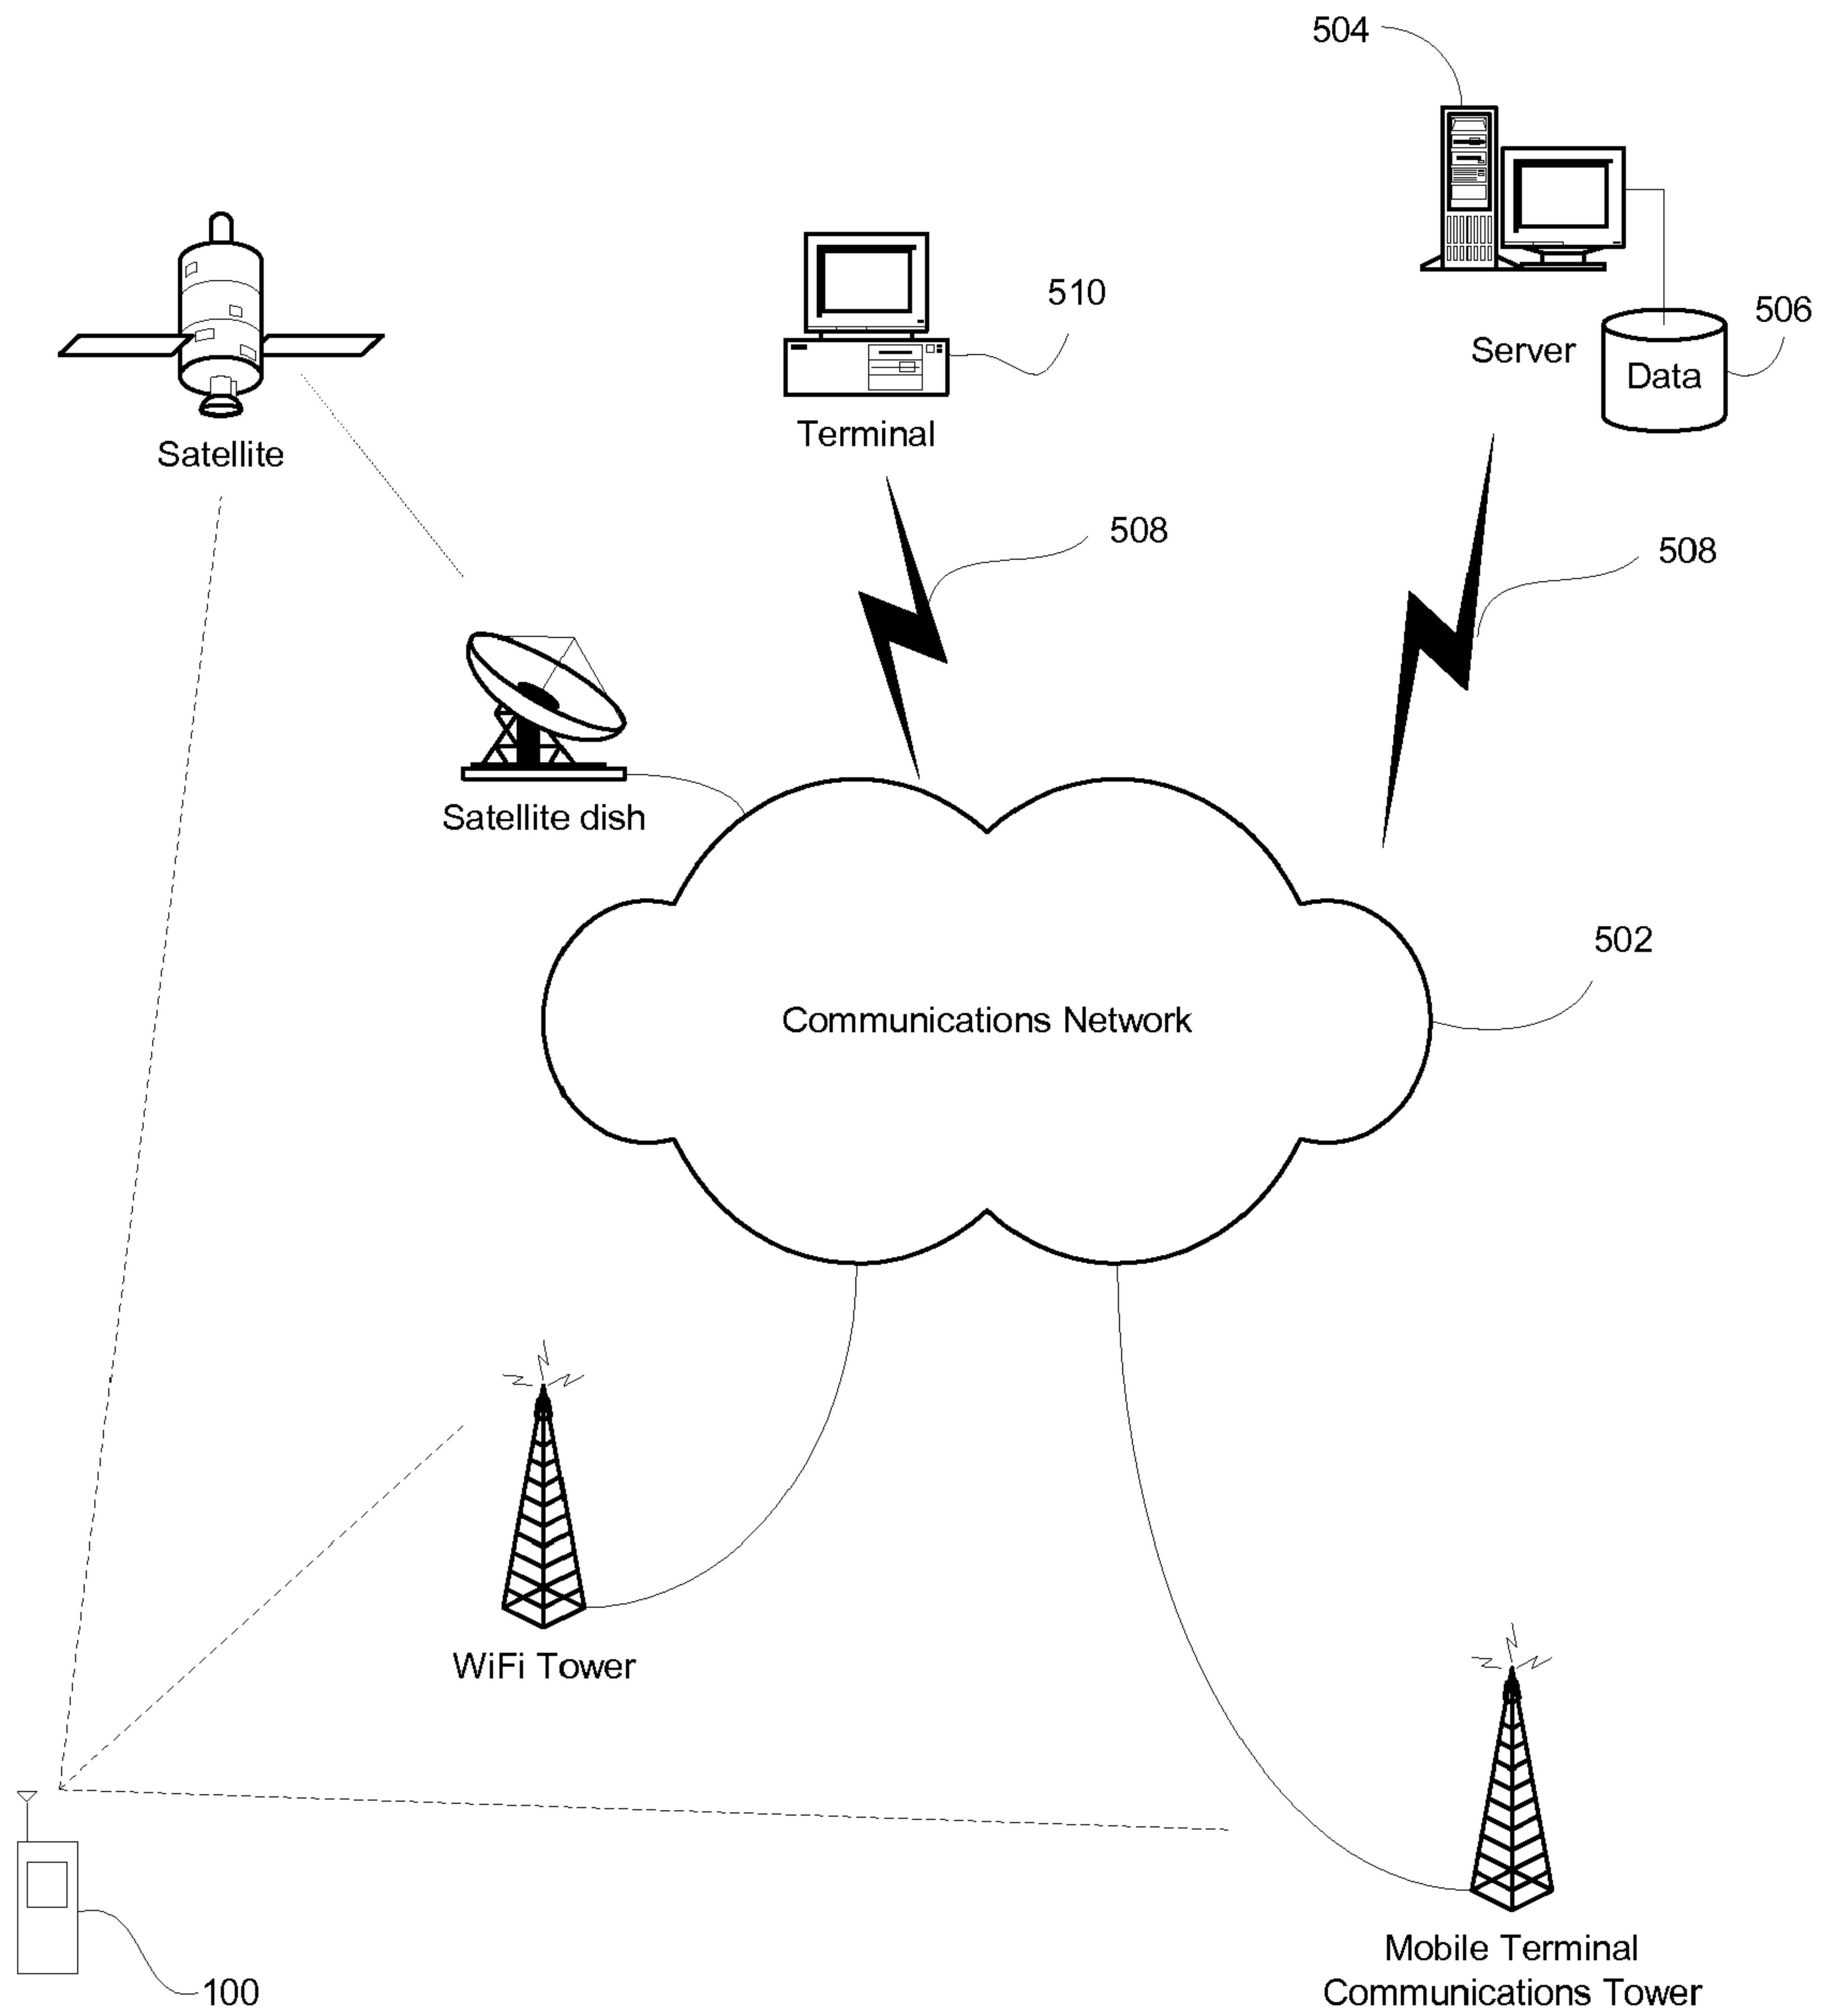 504
510
506
Server
Data
Terminal
Satellite
508
508
Satellite dish
502
Communications Network
WiFi Tower
Mobile Terminal
Communications Tower
100